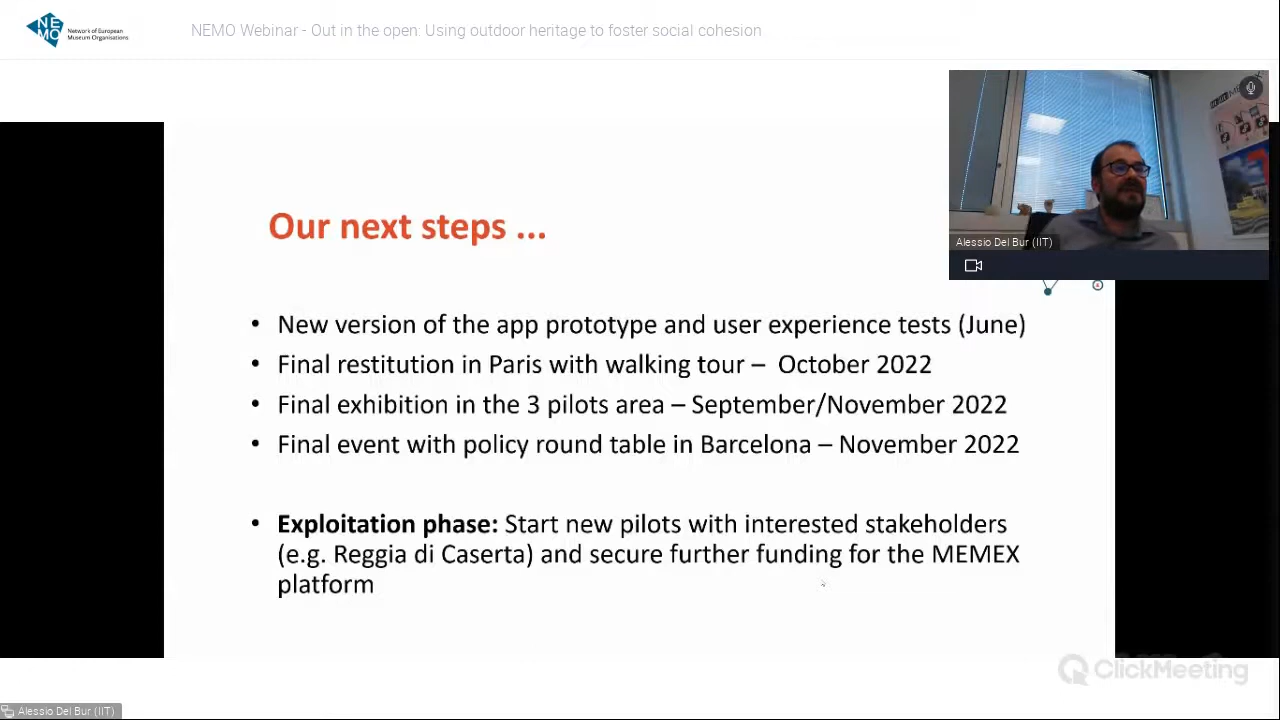 NE
MO
Network of European
Museum Organisations
NEMO Webinar - Out in the open: Using outdoor heritage to foster social cohesion
Alessio Del Bur (IIT)
Our next steps ...
• New version of the app prototype and user experience tests (June)
• Final restitution in Paris with walking tour – October 2022
• Final exhibition in the 3 pilots area – September/November 2022
• Final event with policy round table in Barcelona – November 2022
• Exploitation phase: Start new pilots with interested stakeholders
(e.g. Reggia di Caserta) and secure further funding for the MEMEX
platform
ClickMeeting
Alessio Del Bur (IIT)